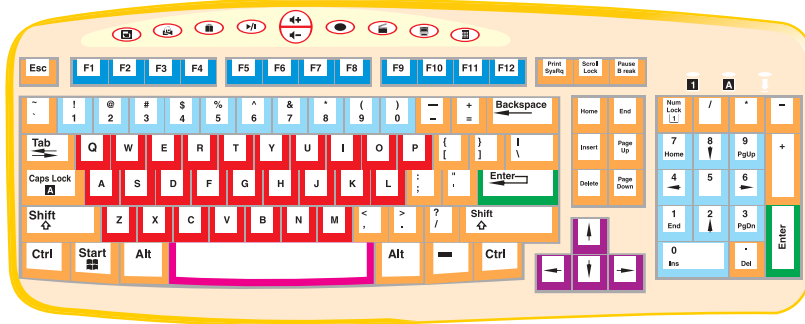 Esc F1 F2 F3 F4 F5 F6 F7 F8 F9 F10 F11 F12
Print
SysRq
Scroll
Lock
Pause
B reak
1 A
~
`
!
1
@
2
#
3
$
4
%
5
^
6
&
7
*
8
(
9
)
0
—
–
+
=
Backspace
Home End
Num
Lock
1
/ * –
Tab Q W E R T Y U I O P
{
[
}
]
|
\
Insert
Page
Up
7
Home
8
9
PgUp
+
Caps Lock
A
A S D F G H J K L
:
;
"
'
Enter
Delete
Page
Down
4 5 6
Shift Z X C V B N M
<
,
>
.
?
/
Shift
1
End
2
3
PgDn
Enter
Ctrl Start Alt Alt Ctrl
0
Ins
.
Del